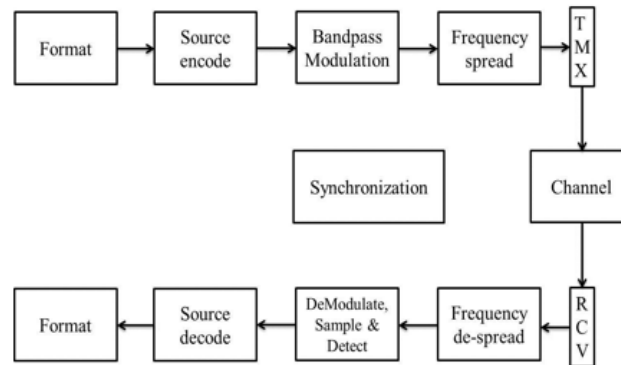 Format
Source
encode
Bandpass
Modulation
Frequency
spread
T
M
X
Synchronization
Channel
Format
Source
decode
DeModulate,
Sample &
Detect
Frequency
de-spread
R
C
V